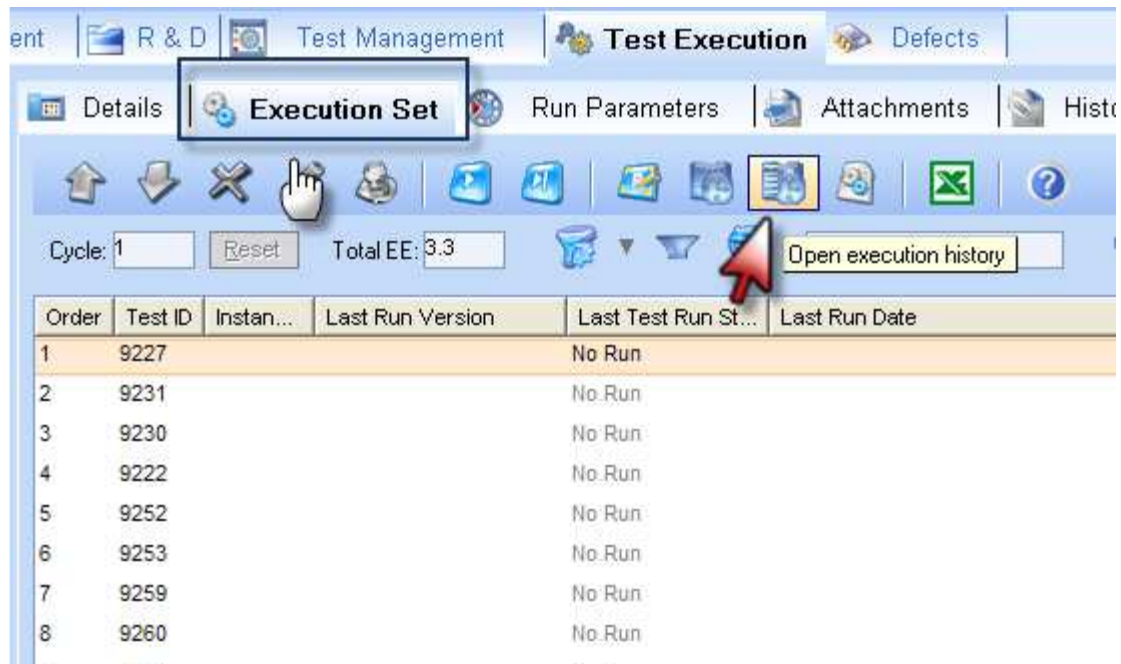 ent R & D Test Management Test Execution Defects
Details Execution Set Run Parameters Attachments Histo
Cycle: 1 Reset Total EE: 3.3 Open execution history
Order Test ID Instan... Last Run Version Last Test Run St... Last Run Date
1 9227 No Run
2 9231 No Run
3 9230 No Run
4 9222 No Run
5 9252 No Run
6 9253 No Run
7 9259 No Run
8 9260 No Run